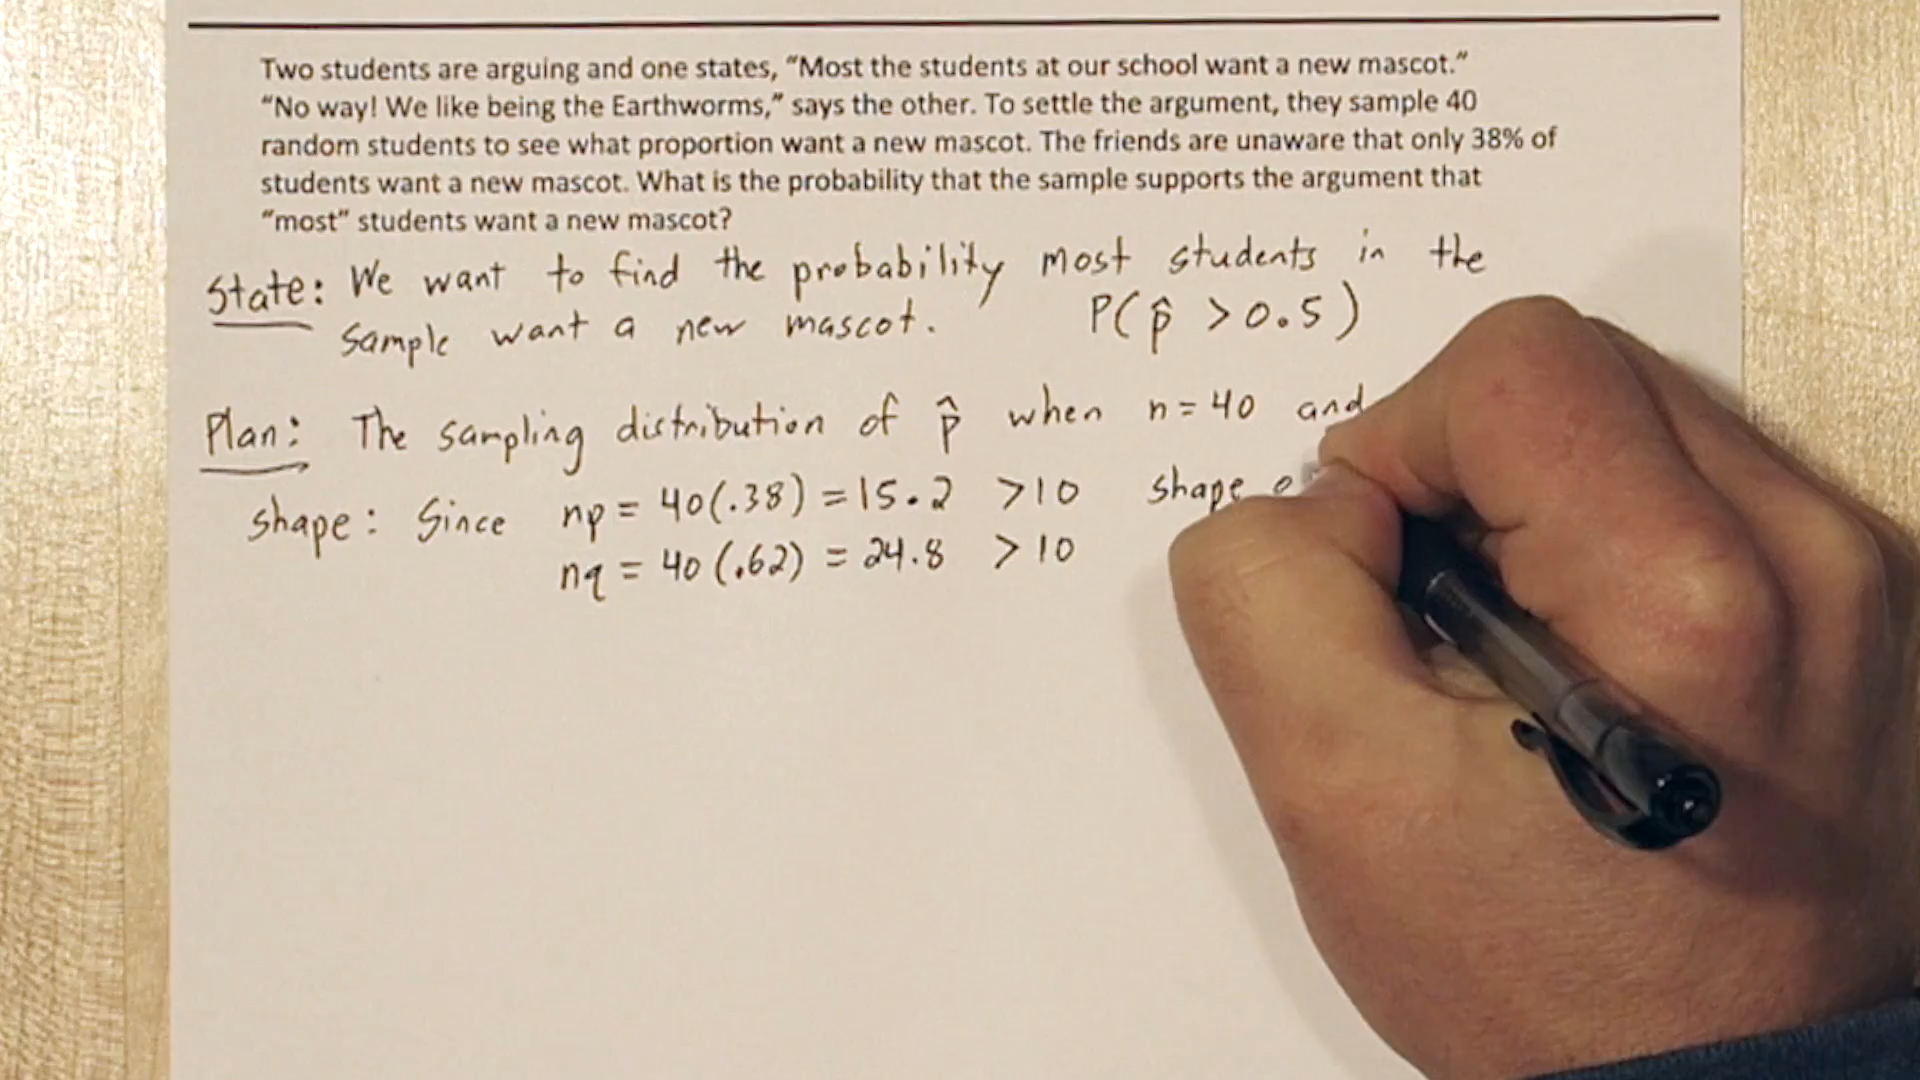 Two students are arguing and one states, “Most the students at our school want a new mascot.”
“No way! We like being the Earthworms,” says the other. To settle the argument, they sample 40
random students to see what proportion want a new mascot. The friends are unaware that only 38% of
students want a new mascot. What is the probability that the sample supports the argument that
“most” students want a new mascot?
State: We want to find the probability most students in the
sample want a new mascot. P(p̂ > 0.5)
Plan: The sampling distribution of p̂ when n = 40 and
shape: Since np = 40(.38) = 15.2 > 10 shape
nq = 40(.62) = 24.8 > 10